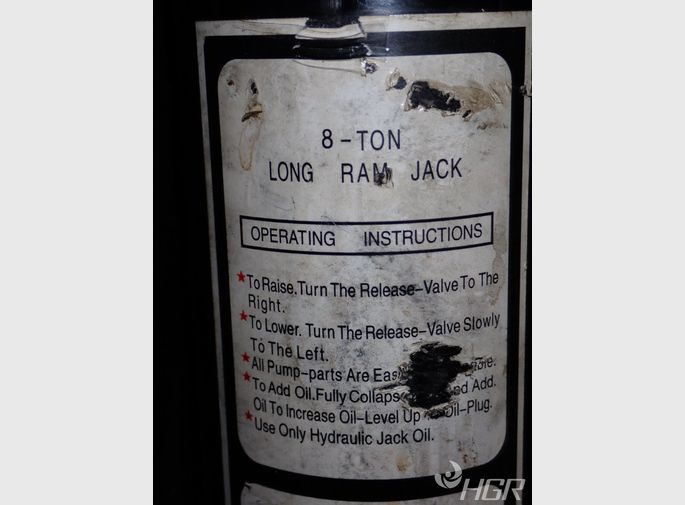 8-TON
LONG RAM JACK
OPERATING INSTRUCTIONS
★To Raise.Turn The Release-Valve To The
Right.
★To Lower. Turn The Release-Valve Slowly
To The Left.
★All Pump-parts Are
★To Add Oil.Fully And Add.
Oil To Increase Oil-Level Up Oil-Plug.
★Use Only Hydraulic Jack Oil.
HGR